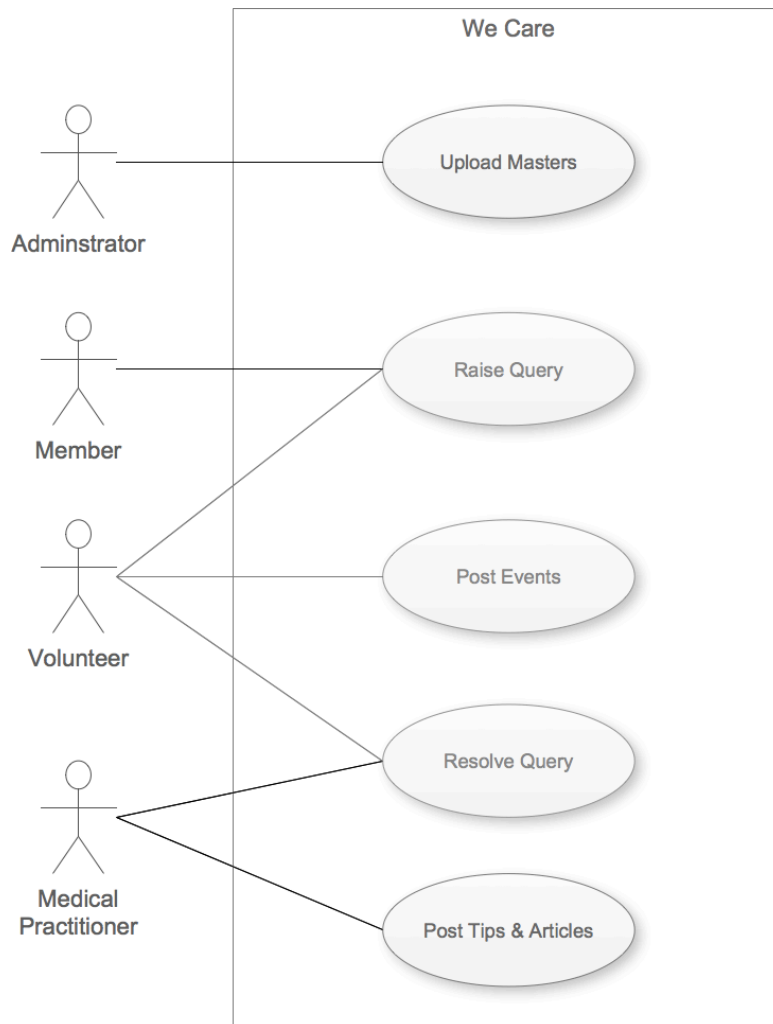 We Care
Upload Masters
Adminstrator
Raise Query
Member
Post Events
Volunteer
Resolve Query
Medical
Practitioner
Post Tips & Articles